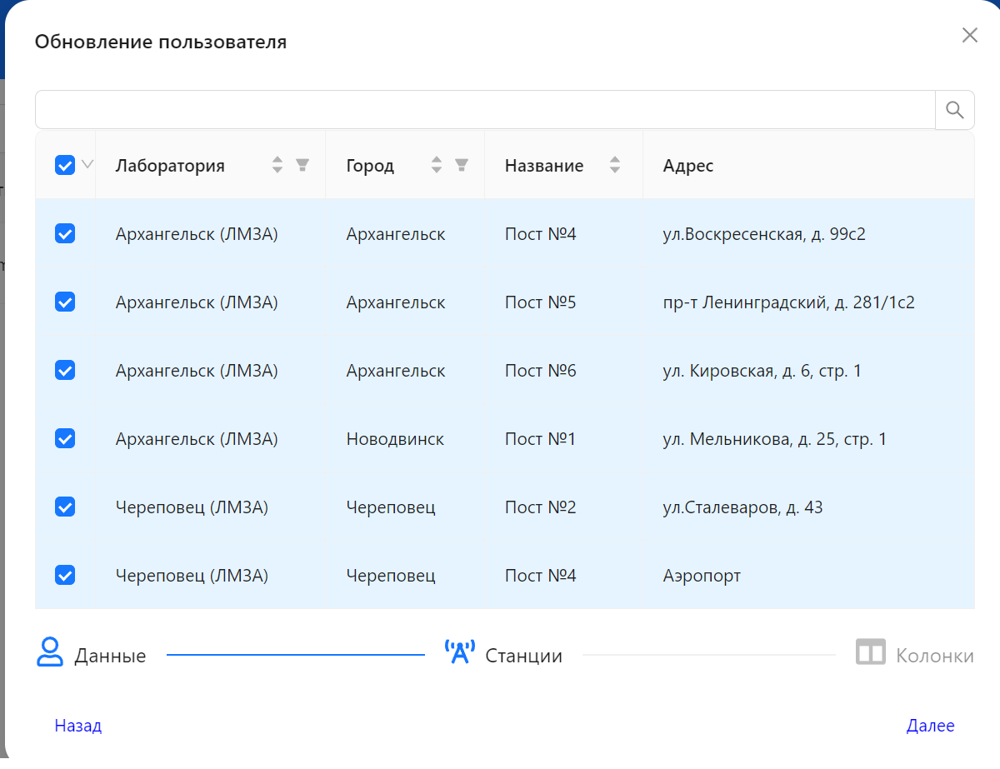 Обновление пользователя
Лаборатория Город Название Адрес
Архангельск (ЛМЗА) Архангельск Пост №4 ул.Воскресенская, д. 99с2
Архангельск (ЛМЗА) Архангельск Пост №5 пр-т Ленинградский, д. 281/1с2
Архангельск (ЛМЗА) Архангельск Пост №6 ул. Кировская, д. 6, стр. 1
Архангельск (ЛМЗА) Новодвинск Пост №1 ул. Мельникова, д. 25, стр. 1
Череповец (ЛМЗА) Череповец Пост №2 ул.Сталеваров, д. 43
Череповец (ЛМЗА) Череповец Пост №4 Аэропорт
Данные Станции Колонки
Назад Далее